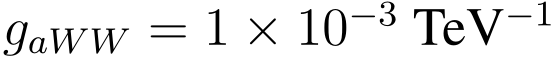 g_{aWW} = 1 × 10^{−3} TeV^{−1}